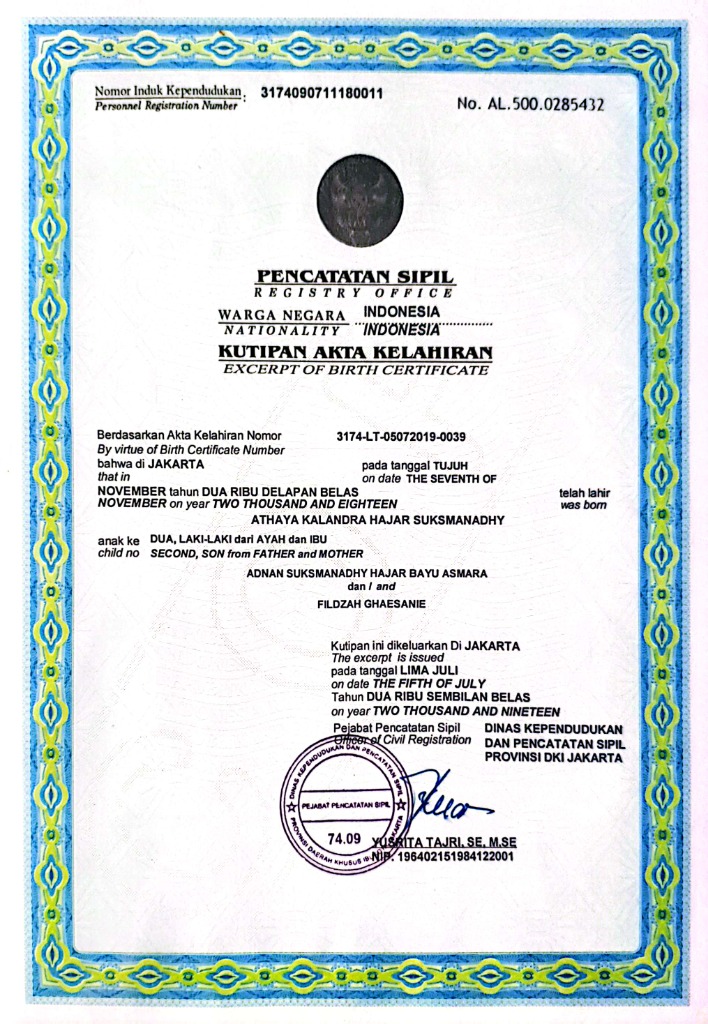 Nomor Induk Kependudukan : 3174090711180011
Personnel Registration Number
No. AL.500.0285432
PENCATATAN SIPIL
REGISTRY OFFICE
WARGA NEGARA INDONESIA
NATIONALITY INDONESIA
KUTIPAN AKTA KELAHIRAN
EXCERPT OF BIRTH CERTIFICATE
Berdasarkan Akta Kelahiran Nomor 3174-LT-05072019-0039
By virtue of Birth Certificate Number
bahwa di JAKARTA pada tanggal TUJUH
that in on date THE SEVENTH OF
NOVEMBER tahun DUA RIBU DELAPAN BELAS telah lahir
NOVEMBER on year TWO THOUSAND AND EIGHTEEN was born
ATHAYA KALANDRA HAJAR SUKSMANADHY
anak ke DUA, LAKI-LAKI dari AYAH dan IBU
child no SECOND, SON from FATHER and MOTHER
ADNAN SUKSMANADHY HAJAR BAYU ASMARA
dan / and
FILDZAH GHAESANIE
Kutipan ini dikeluarkan Di JAKARTA
The excerpt is issued
pada tanggal LIMA JULI
on date THE FIFTH OF JULY
Tahun DUA RIBU SEMBILAN BELAS
on year TWO THOUSAND AND NINETEEN
Pejabat Pencatatan Sipil DINAS KEPENDUDUKAN
Officer of Civil Registration DAN PENCATATAN SIPIL
PROVINSI DKI JAKARTA
DINAS KEPENDUDUKAN DAN PENCATATAN SIPIL
PEJABAT PENCATATAN SIPIL
74.09
PROVINSI DAERAH KHUSUS JAKARTA
YUSRITA TAJRI, SE, M.SE
NIP. 196402151984122001